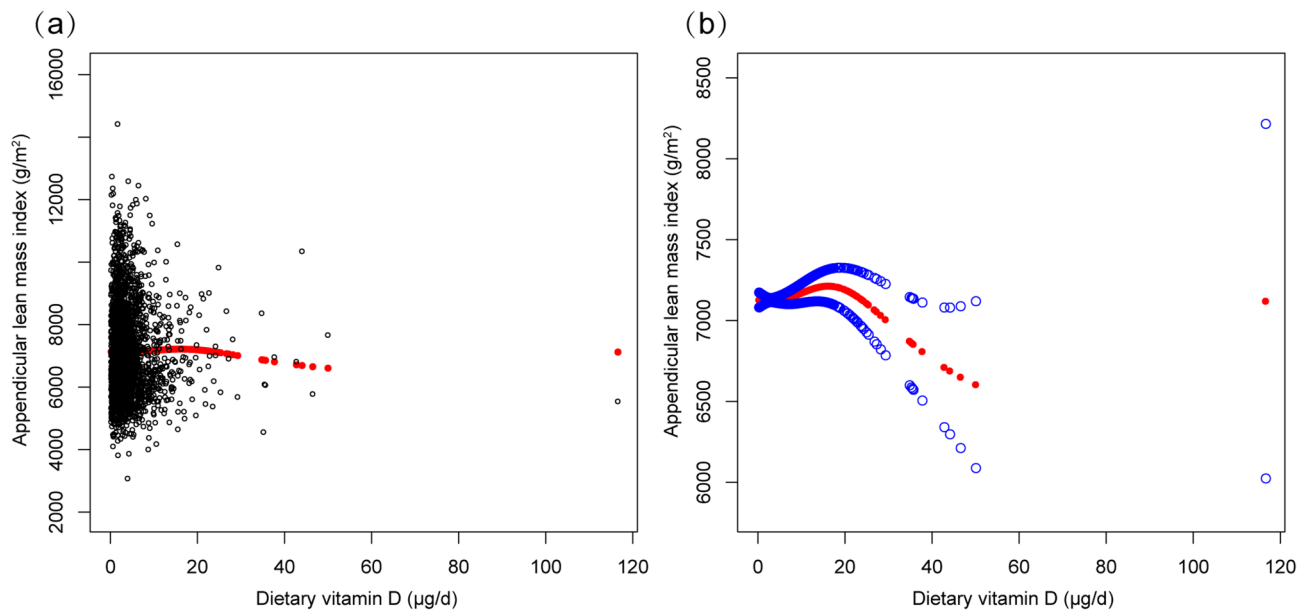 (a)
Appendicular lean mass index (g/m²)
16000
12000
8000
6000
4000
2000
0 20 40 60 80 100 120
Dietary vitamin D (μg/d)
(b)
Appendicular lean mass index (g/m²)
8500
8000
7500
7000
6500
6000
0 20 40 60 80 100 120
Dietary vitamin D (μg/d)